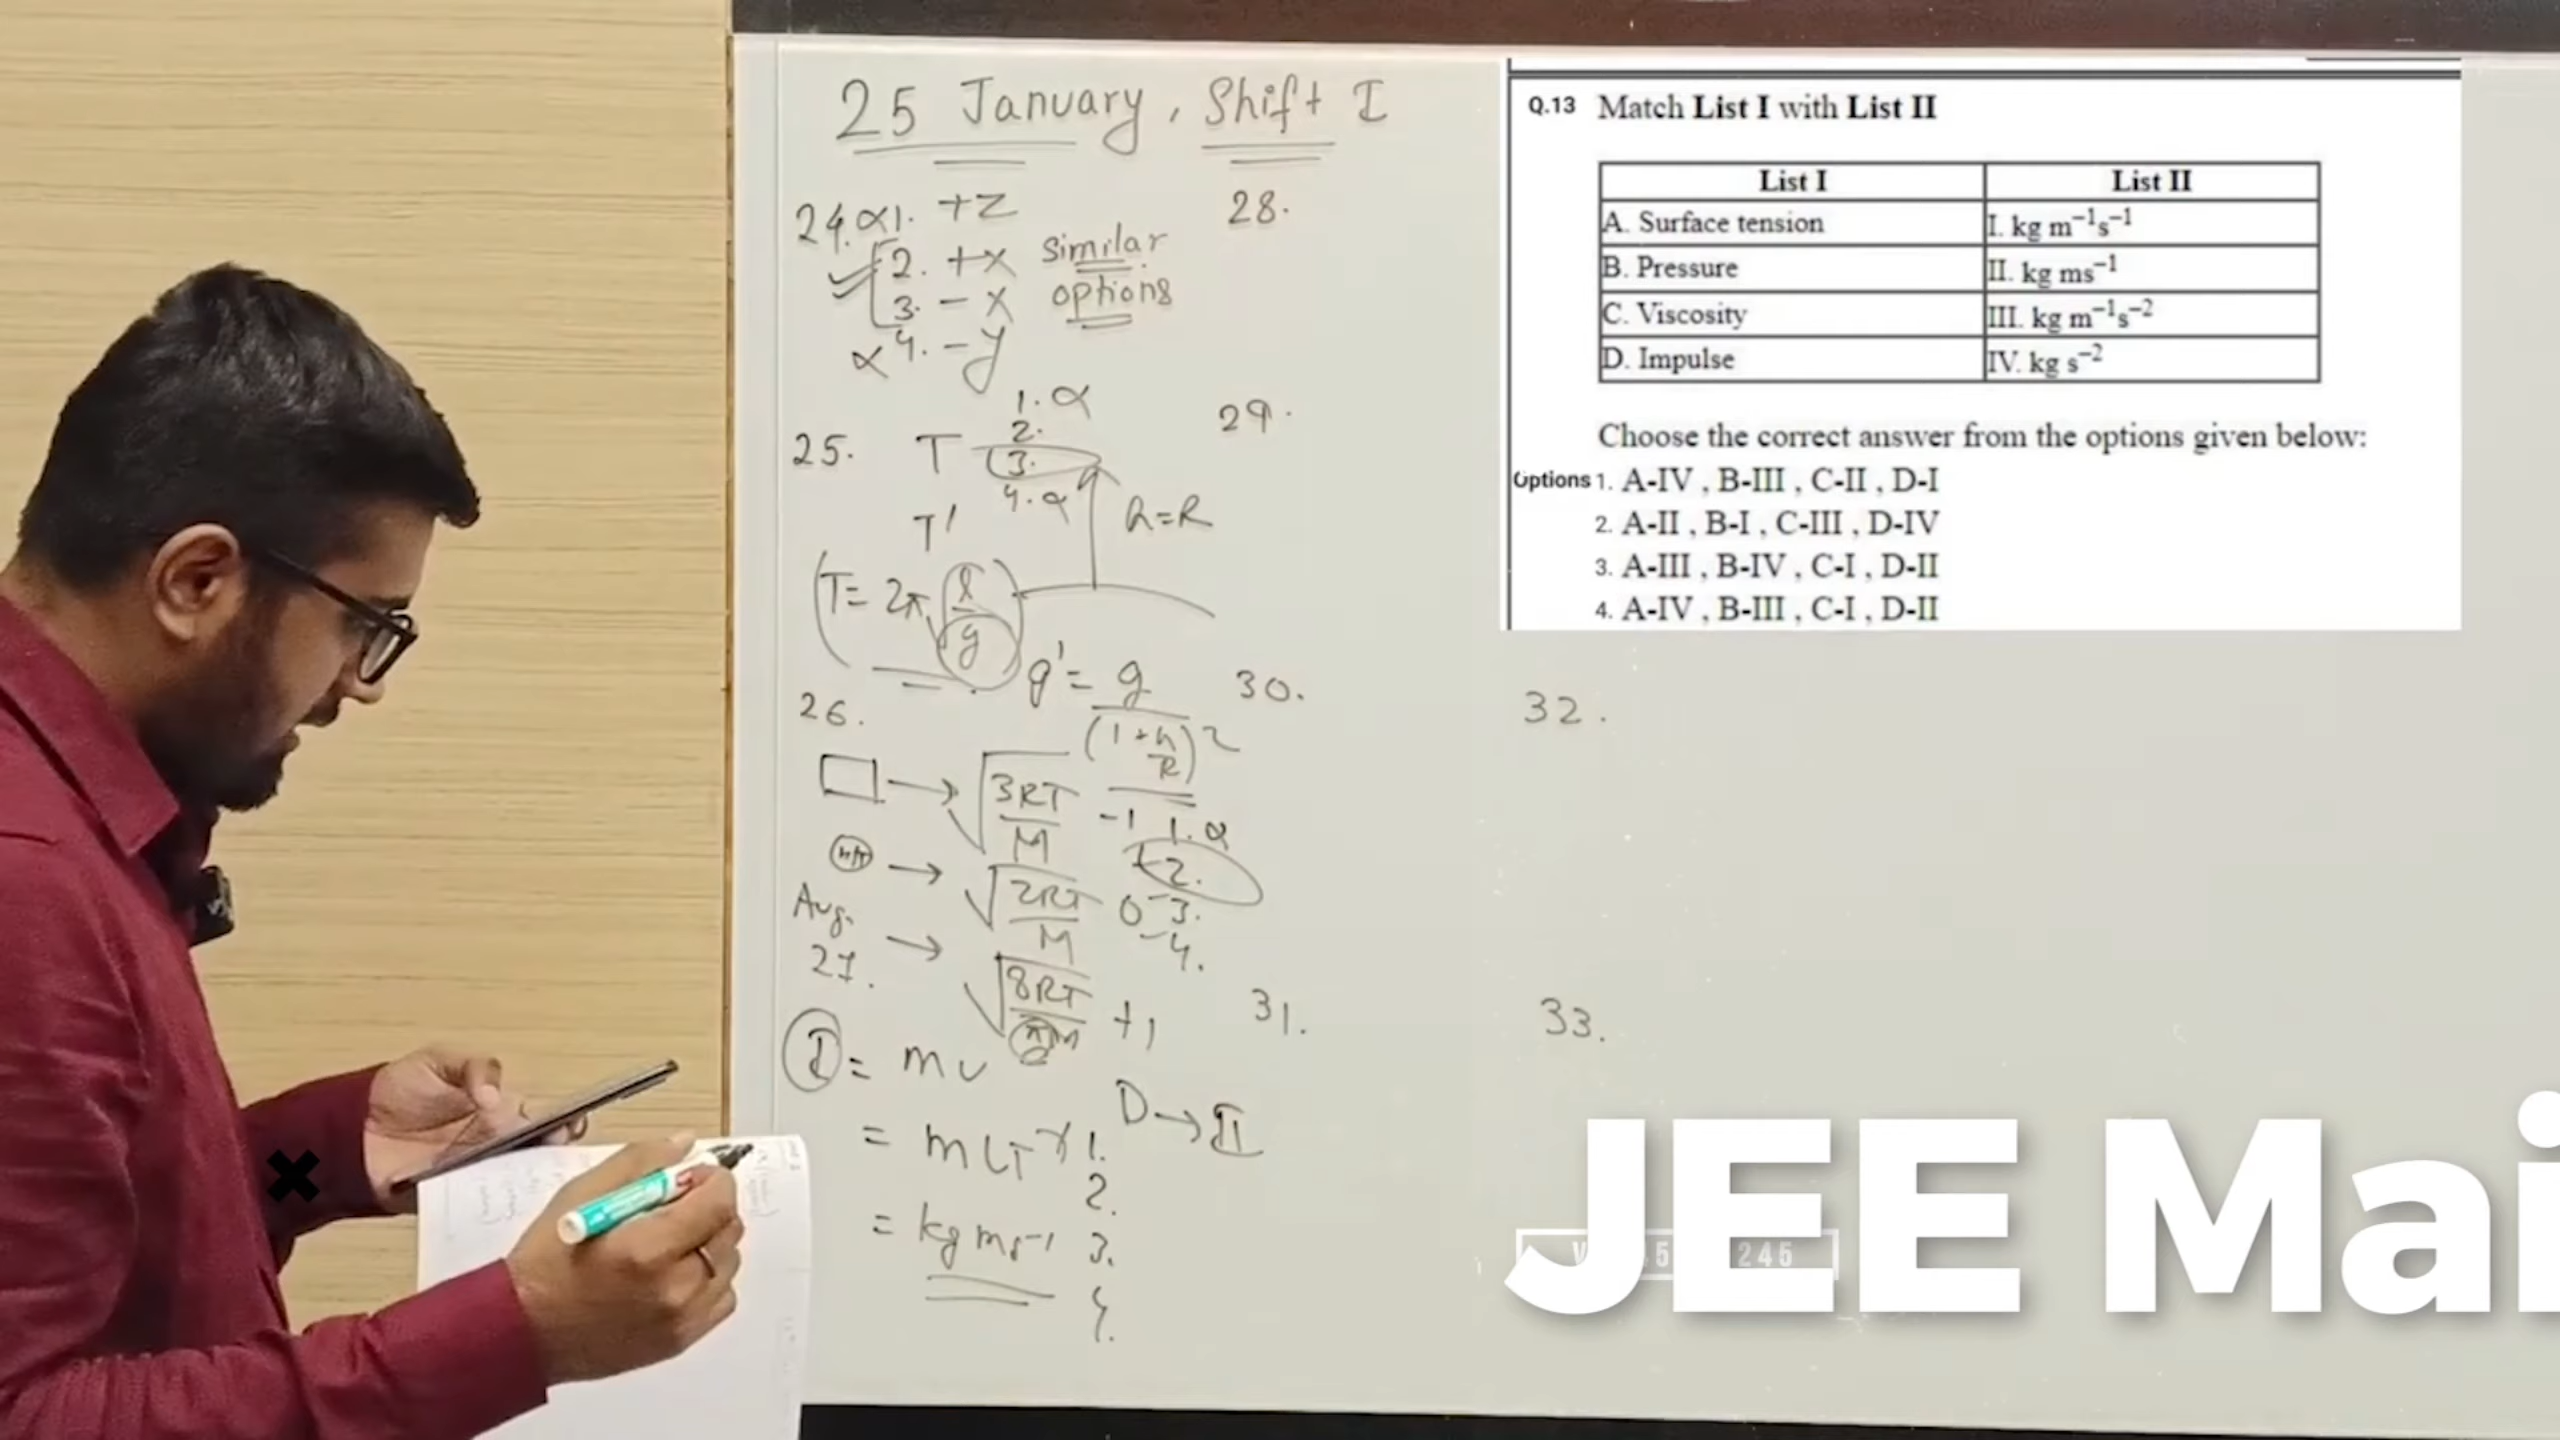 25 January, Shift I
24. α1. +Z
2. +X similar
3. -X options
α 4. -y
25. T
1. α
2.
3.
4. α
T'
h=R
T= 2π√l/g
g' = g/(1+h/R)2
26.
→ √3RT/M
→ √2RT/M
Avg. → √8RT/πM
-1 1. α
2.
0 3.
4.
+1
27.
I = mv
= MLT
= kg ms-1
D → II
1.
2.
3.
4.
28.
29.
30.
31.
Q.13 Match List I with List II
List I List II
A. Surface tension I. kg m⁻¹s⁻¹
B. Pressure II. kg ms⁻¹
C. Viscosity III. kg m⁻¹s⁻²
D. Impulse IV. kg s⁻²
Choose the correct answer from the options given below:
Options 1. A-IV , B-III , C-II , D-I
2. A-II , B-I , C-III , D-IV
3. A-III , B-IV , C-I , D-II
4. A-IV , B-III , C-I , D-II
32.
33.
245
JEE Mai